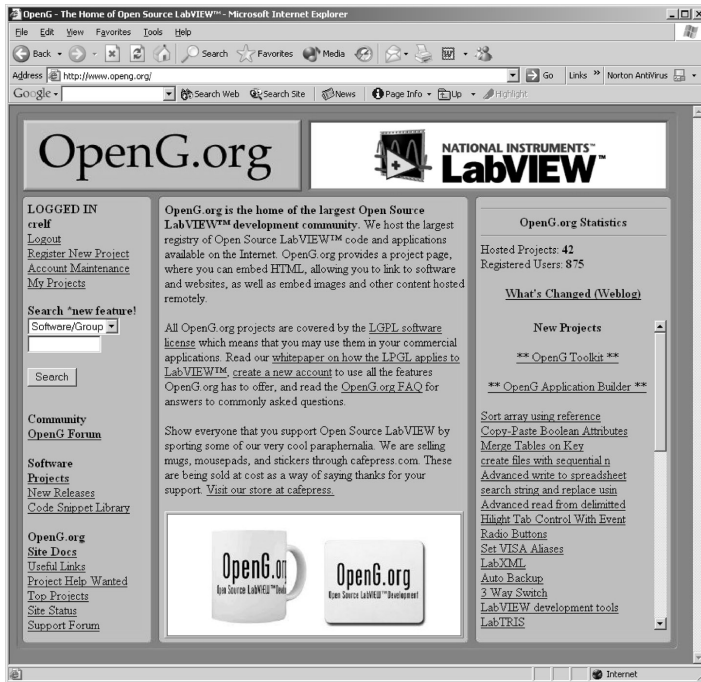 OpenG - The Home of Open Source LabVIEW™ - Microsoft Internet Explorer
File Edit View Favorites Tools Help
Back Search Favorites Media
Address http://www.openg.org/ Go Links » Norton AntiVirus
Google Search Web Search Site News Page Info Up Highlight
OpenG.org
NATIONAL INSTRUMENTS™
LabVIEW™
LOGGED IN
crelf
Logout
Register New Project
Account Maintenance
My Projects
Search *new feature!
Software/Group
Search
Community
OpenG Forum
Software
Projects
New Releases
Code Snippet Library
OpenG.org
Site Docs
Useful Links
Project Help Wanted
Top Projects
Site Status
Support Forum
OpenG.org is the home of the largest Open Source
LabVIEW™ development community. We host the largest
registry of Open Source LabVIEW™ code and applications
available on the Internet. OpenG.org provides a project page,
where you can embed HTML, allowing you to link to software
and websites, as well as embed images and other content hosted
remotely.
All OpenG.org projects are covered by the LGPL software
license which means that you may use them in your commercial
applications. Read our whitepaper on how the LPGL applies to
LabVIEW™, create a new account to use all the features
OpenG.org has to offer, and read the OpenG.org FAQ for
answers to commonly asked questions.
Show everyone that you support Open Source LabVIEW by
sporting some of our very cool paraphernalia. We are selling
mugs, mousepads, and stickers through cafepress.com. These
are being sold at cost as a way of saying thanks for your
support. Visit our store at cafepress.
OpenG.or
Open Source LabVIEW™Devel
OpenG.org
Open Source LabVIEW™Development
OpenG.org Statistics
Hosted Projects: 42
Registered Users: 875
What's Changed (Weblog)
New Projects
** OpenG Toolkit **
** OpenG Application Builder **
Sort array using reference
Copy-Paste Boolean Attributes
Merge Tables on Key
create files with sequential n
Advanced write to spreadsheet
search string and replace usin
Advanced read from delimitted
Hilight Tab Control With Event
Radio Buttons
Set VISA Aliases
LabXML
Auto Backup
3 Way Switch
LabVIEW development tools
LabTRIS
Internet